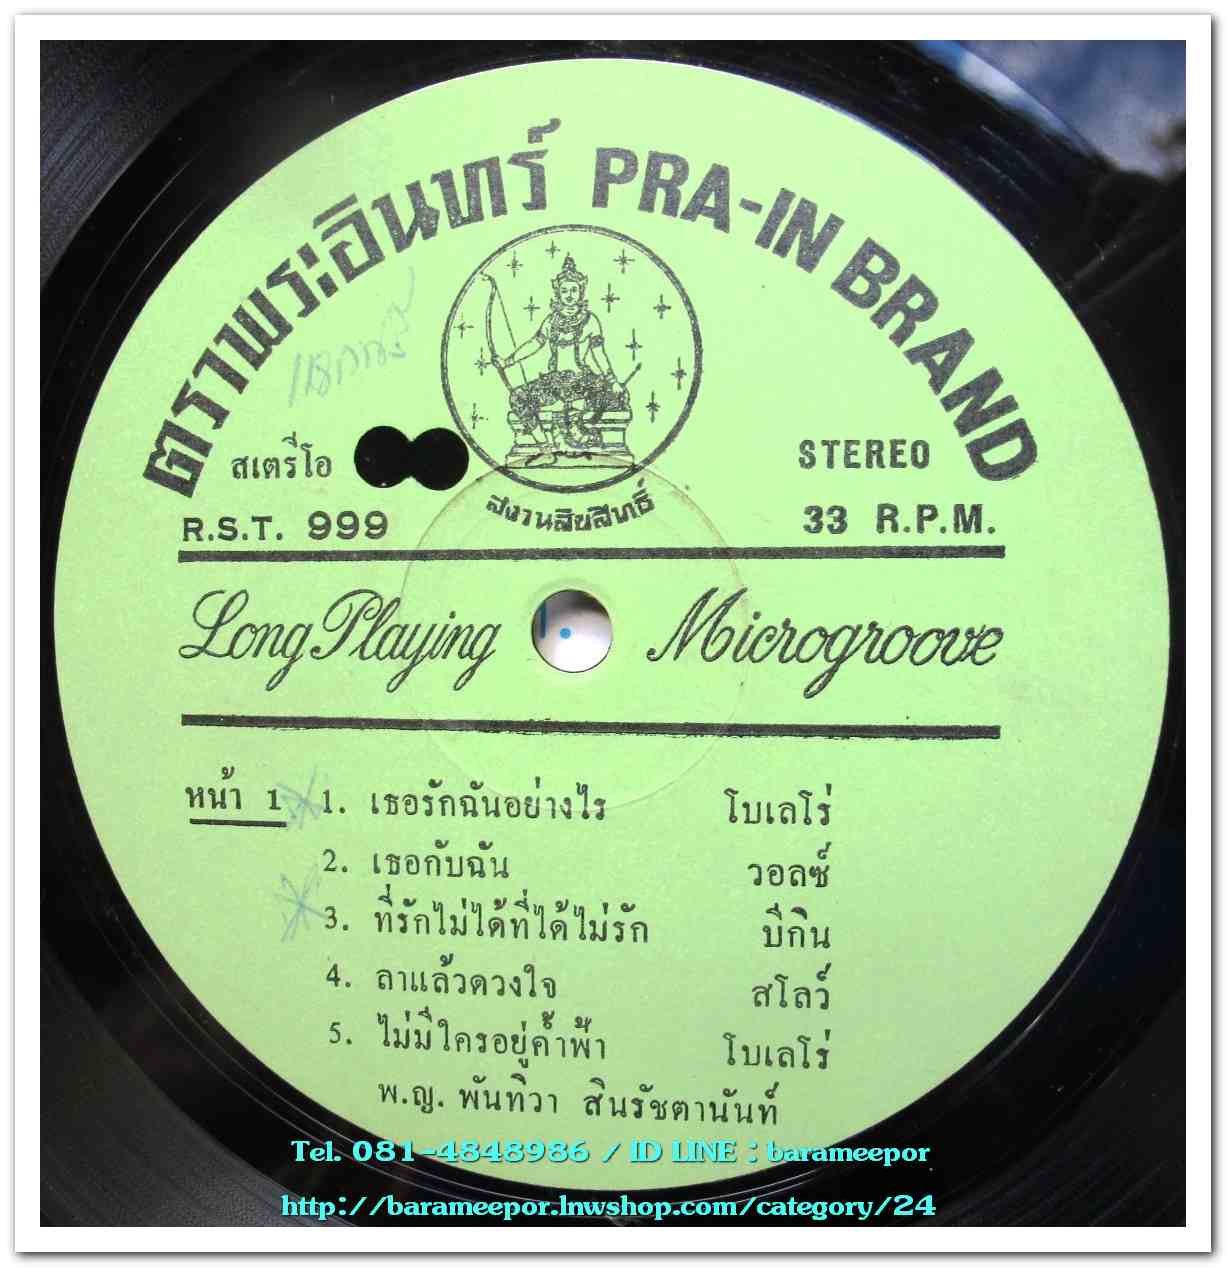 ตราพระอินทร์ PRA-IN BRAND
สเตรีโอ
STEREO
สงวนสิขสิทธิ์
R.S.T. 999
33 R.P.M.
Long Playing Microgroove
หน้า 1
1. เธอรักฉันอย่างไร โบเลโร่
2. เธอกับฉัน วอลซ์
3. ที่รักไม่ได้ที่ได้ไม่รัก บีกิน
4. ลาแล้วดวงใจ สโลว์
5. ไม่มีใครอยู่ค้ำฟ้า โบเลโร่
พ.ญ. พันทิวา สินรัชตานันท์
Tel. 081-4848986 / ID LINE : barameepor
http://barameepor.lnwshop.com/category/24